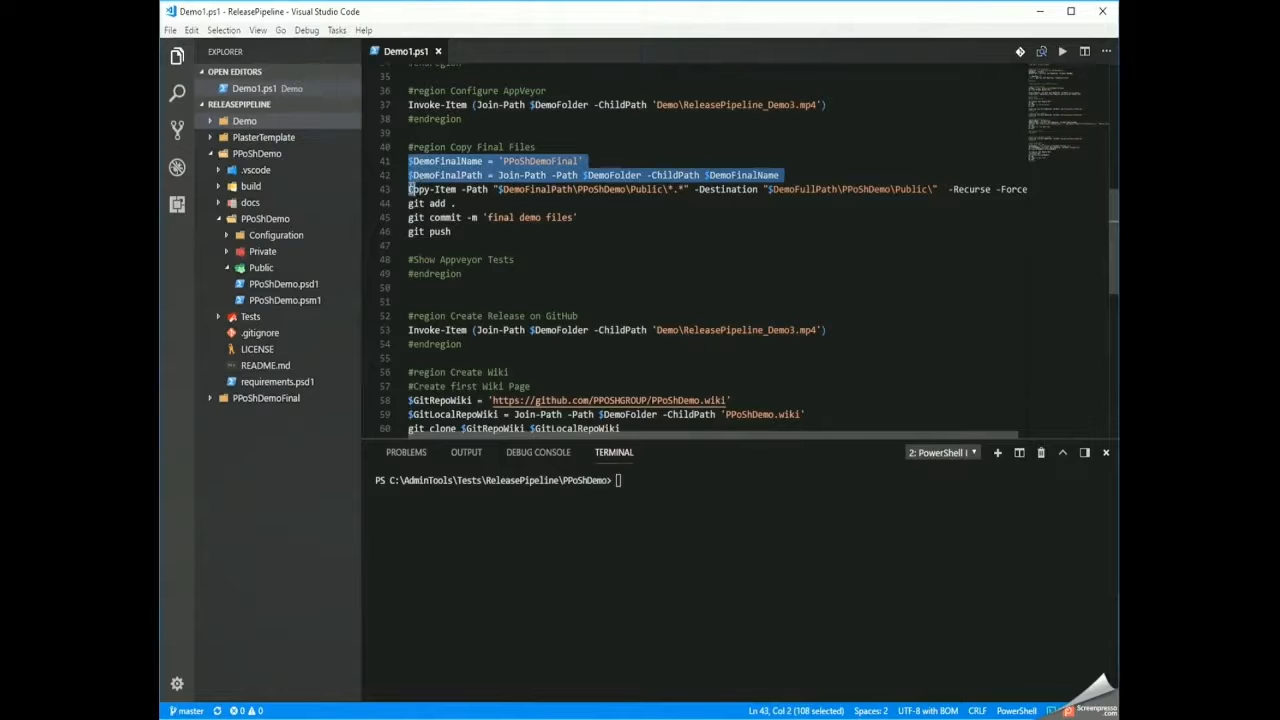 Demo1.ps1 - ReleasePipeline - Visual Studio Code
File Edit Selection View Go Debug Tasks Help
EXPLORER
OPEN EDITORS
Demo1.ps1 Demo
RELEASEPIPELINE
Demo
PlasterTemplate
PPoShDemo
.vscode
build
docs
PPoShDemo
Configuration
Private
Public
PPoShDemo.psd1
PPoShDemo.psm1
Tests
.gitignore
LICENSE
README.md
requirements.psd1
PPoShDemoFinal
Demo1.ps1
35
36 #region Configure AppVeyor
37 Invoke-Item (Join-Path $DemoFolder -ChildPath 'Demo\ReleasePipeline_Demo3.mp4')
38 #endregion
39
40 #region Copy Final Files
41 $DemoFinalName = 'PPoShDemoFinal'
42 $DemoFinalPath = Join-Path -Path $DemoFolder -ChildPath $DemoFinalName
43 Copy-Item -Path "$DemoFinalPath\PPoShDemo\Public\*.*" -Destination "$DemoFullPath\PPoShDemo\Public\" -Recurse -Force
44 git add .
45 git commit -m 'final demo files'
46 git push
47
48 #Show Appveyor Tests
49 #endregion
50
51
52 #region Create Release on GitHub
53 Invoke-Item (Join-Path $DemoFolder -ChildPath 'Demo\ReleasePipeline_Demo3.mp4')
54 #endregion
55
56 #region Create Wiki
57 #Create first Wiki Page
58 $GitRepoWiki = 'https://github.com/PPOSHGROUP/PPoShDemo.wiki'
59 $GitLocalRepoWiki = Join-Path -Path $DemoFolder -ChildPath 'PPoShDemo.wiki'
60 git clone $GitRepoWiki $GitLocalRepoWiki
PROBLEMS OUTPUT DEBUG CONSOLE TERMINAL 2: PowerShell I
PS C:\AdminTools\Tests\ReleasePipeline\PPoShDemo>
master 0 0 Ln 43, Col 2 (108 selected) Spaces: 2 UTF-8 with BOM CRLF PowerShell
Screenpresso.com